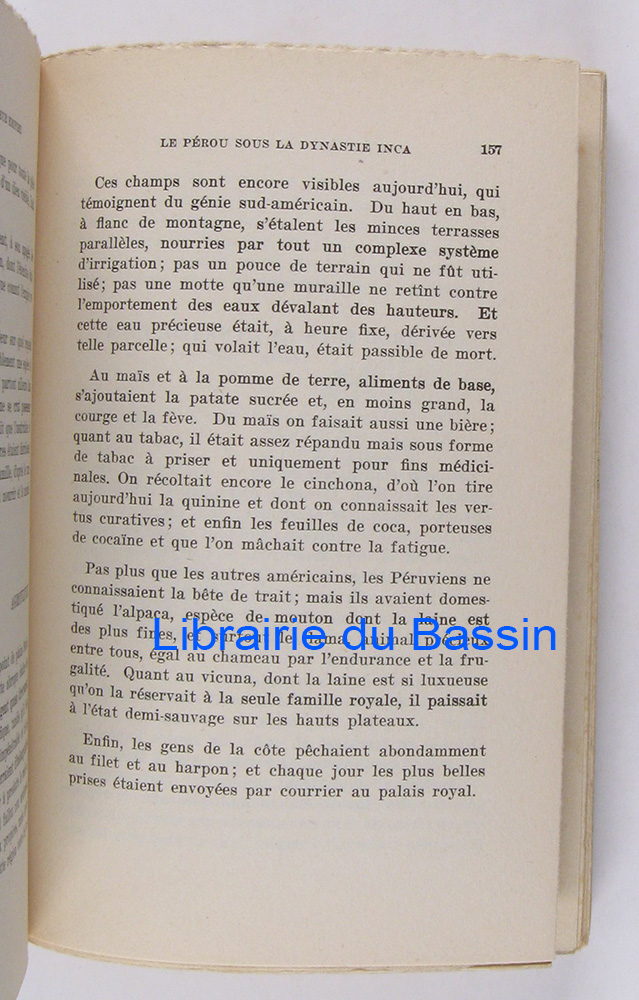 LE PÉROU SOUS LA DYNASTIE INCA 157
Ces champs sont encore visibles aujourd'hui, qui
témoignent du génie sud-américain. Du haut en bas,
à flanc de montagne, s'étalent les minces terrasses
parallèles, nourries par tout un complexe système
d'irrigation; pas un pouce de terrain qui ne fût uti-
lisé; pas une motte qu'une muraille ne retînt contre
l'emportement des eaux dévalant des hauteurs. Et
cette eau précieuse était, à heure fixe, dérivée vers
telle parcelle; qui volait l'eau, était passible de mort.
Au maïs et à la pomme de terre, aliments de base,
s'ajoutaient la patate sucrée et, en moins grand, la
courge et la fève. Du maïs on faisait aussi une bière;
quant au tabac, il était assez répandu mais sous forme
de tabac à priser et uniquement pour fins médici-
nales. On récoltait encore le cinchona, d'où l'on tire
aujourd'hui la quinine et dont on connaissait les ver-
tus curatives; et enfin les feuilles de coca, porteuses
de cocaïne et que l'on mâchait contre la fatigue.
Pas plus que les autres américains, les Péruviens ne
connaissaient la bête de trait; mais ils avaient domes-
tiqué l'alpaca, espèce de mouton dont la laine est
des plus fines, et surtout le lama, animal précieux
Librairie du Bassin
entre tous, égal au chameau par l'endurance et la fru-
galité. Quant au vicuna, dont la laine est si luxueuse
qu'on la réservait à la seule famille royale, il paissait
à l'état demi-sauvage sur les hauts plateaux.
Enfin, les gens de la côte pêchaient abondamment
au filet et au harpon; et chaque jour les plus belles
prises étaient envoyées par courrier au palais royal.